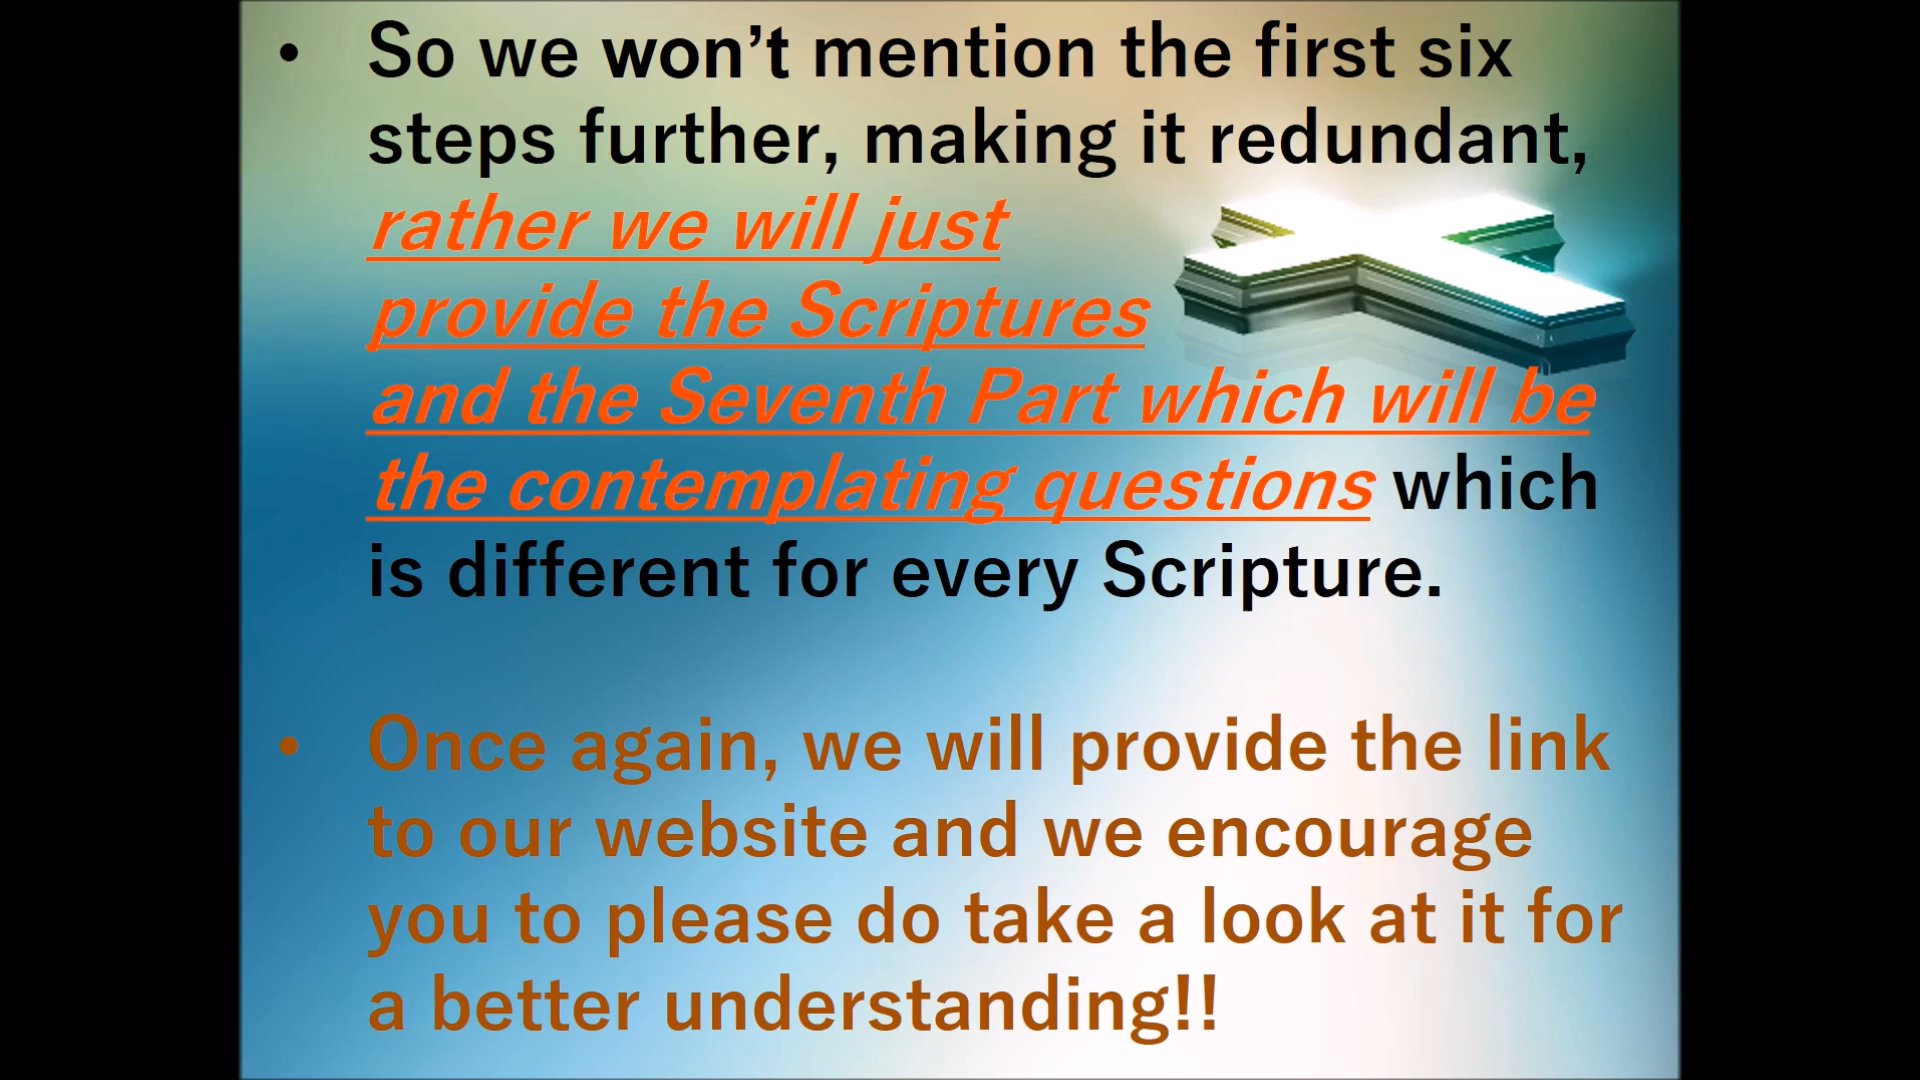 • So we won’t mention the first six
steps further, making it redundant,
rather we will just
provide the Scriptures
and the Seventh Part which will be
the contemplating questions which
is different for every Scripture.
• Once again, we will provide the link
to our website and we encourage
you to please do take a look at it for
a better understanding!!